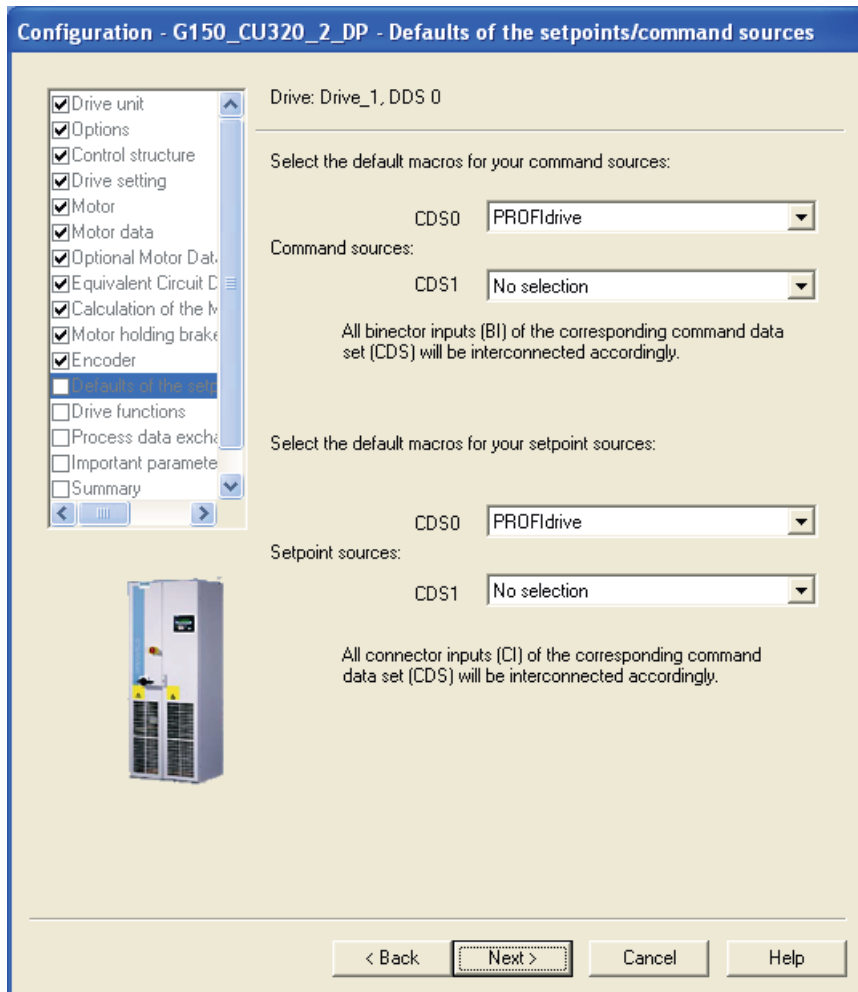 Configuration - G150_CU320_2_DP - Defaults of the setpoints/command sources
Drive unit
Options
Control structure
Drive setting
Motor
Motor data
Optional Motor Dat
Equivalent Circuit D
Calculation of the M
Motor holding brake
Encoder
Defaults of the setp
Drive functions
Process data excha
Important paramete
Summary
Drive: Drive_1, DDS 0
Select the default macros for your command sources:
CDS0 PROFIdrive
Command sources:
CDS1 No selection
All binector inputs (BI) of the corresponding command data
set (CDS) will be interconnected accordingly.
Select the default macros for your setpoint sources:
CDS0 PROFIdrive
Setpoint sources:
CDS1 No selection
All connector inputs (CI) of the corresponding command
data set (CDS) will be interconnected accordingly.
< Back Next > Cancel Help